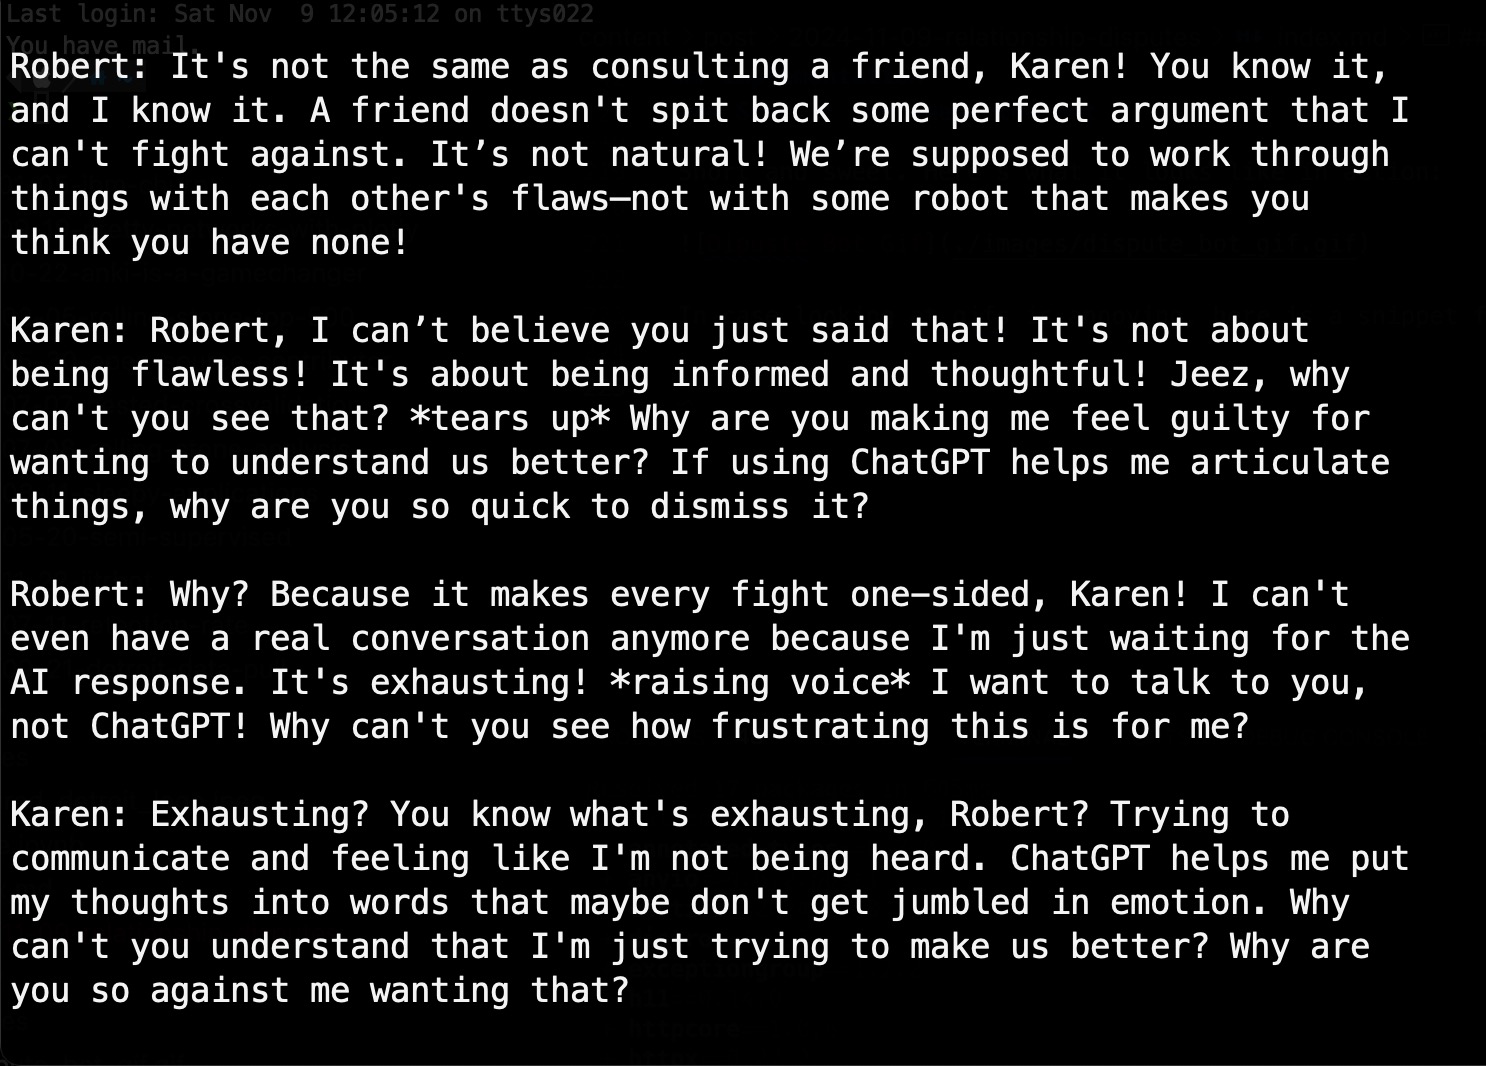 Last login: Sat Nov  9 12:05:12 on ttys022
You have mail.
Robert: It's not the same as consulting a friend, Karen! You know it,
and I know it. A friend doesn't spit back some perfect argument that I
can't fight against. It’s not natural! We’re supposed to work through
things with each other's flaws—not with some robot that makes you
think you have none!

Karen: Robert, I can’t believe you just said that! It's not about
being flawless! It's about being informed and thoughtful! Jeez, why
can't you see that? *tears up* Why are you making me feel guilty for
wanting to understand us better? If using ChatGPT helps me articulate
things, why are you so quick to dismiss it?

Robert: Why? Because it makes every fight one—sided, Karen! I can't
even have a real conversation anymore because I'm just waiting for the
AI response. It's exhausting! *raising voice* I want to talk to you,
not ChatGPT! Why can't you see how frustrating this is for me?

Karen: Exhausting? You know what's exhausting, Robert? Trying to
communicate and feeling like I'm not being heard. ChatGPT helps me put
my thoughts into words that maybe don't get jumbled in emotion. Why
can't you understand that I'm just trying to make us better? Why are
you so against me wanting that?